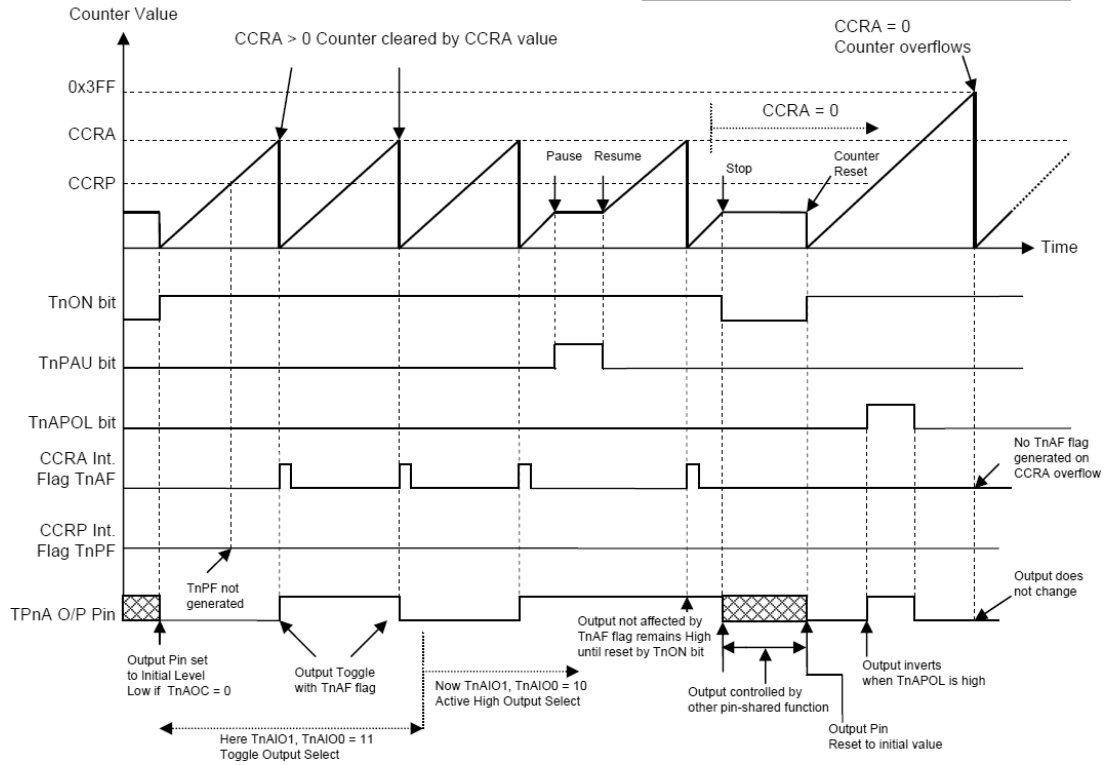 Counter Value
CCRA > 0 Counter cleared by CCRA value
CCRA = 0
Counter overflows
0x3FF
CCRA = 0
CCRA
Pause
Resume
Stop
Counter
Reset
CCRP
Time
TnON bit
TnPAU bit
TnAPOL bit
CCRA Int.
Flag TnAF
No TnAF flag
generated on
CCRA overflow
CCRP Int.
Flag TnPF
TnPF not
generated
Output does
not change
TPnA O/P Pin
Output Pin set
to Initial Level
Low if TnAOC = 0
Output Toggle
with TnAF flag
Output not affected by
TnAF flag remains High
until reset by TnON bit
Now TnAIO1, TnAIO0 = 10
Active High Output Select
Output controlled by
other pin-shared function
Output inverts
when TnAPOL is high
Here TnAIO1, TnAIO0 = 11
Toggle Output Select
Output Pin
Reset to initial value